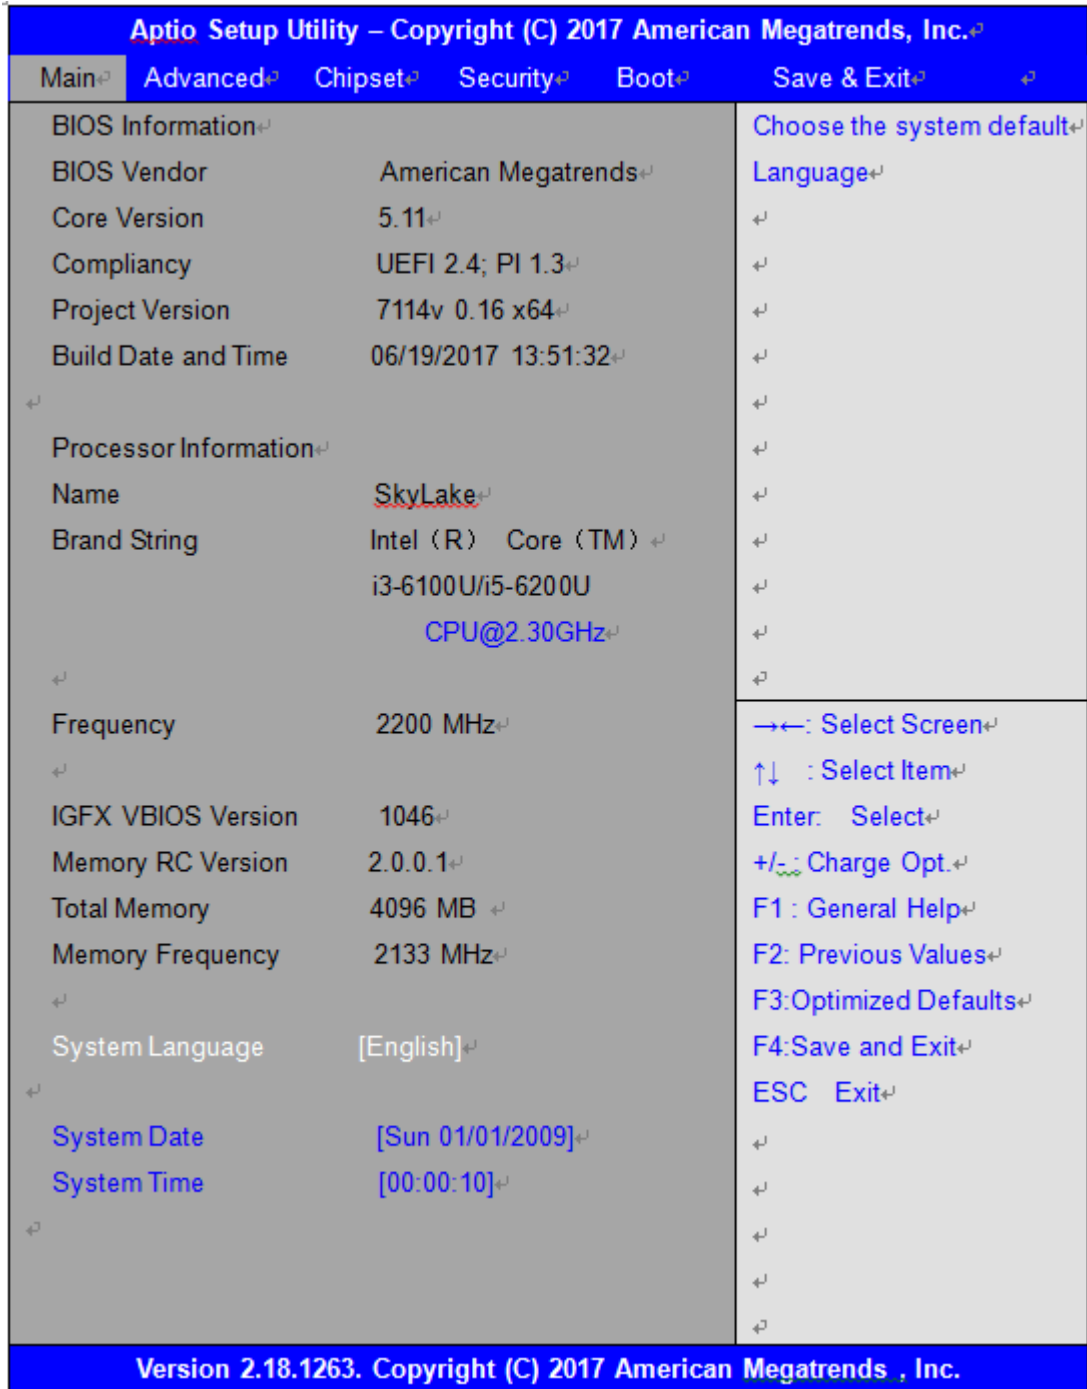 Aptio Setup Utility – Copyright (C) 2017 American Megatrends, Inc.
Main Advanced Chipset Security Boot Save & Exit
BIOS Information
BIOS Vendor American Megatrends
Core Version 5.11
Compliancy UEFI 2.4; PI 1.3
Project Version 7114v 0.16 x64
Build Date and Time 06/19/2017 13:51:32
Processor Information
Name SkyLake
Brand String Intel（R） Core（TM）
i3-6100U/i5-6200U
CPU@2.30GHz
Frequency 2200 MHz
IGFX VBIOS Version 1046
Memory RC Version 2.0.0.1
Total Memory 4096 MB
Memory Frequency 2133 MHz
System Language [English]
System Date [Sun 01/01/2009]
System Time [00:00:10]
Choose the system default
Language
→←: Select Screen
↑↓ : Select Item
Enter: Select
+/- : Charge Opt.
F1 : General Help
F2: Previous Values
F3:Optimized Defaults
F4:Save and Exit
ESC Exit
Version 2.18.1263. Copyright (C) 2017 American Megatrends , Inc.